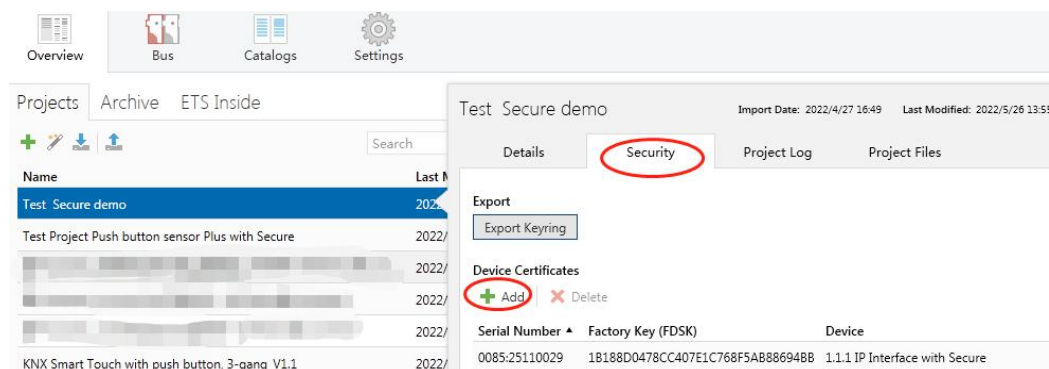 Overview Bus Catalogs Settings
Projects Archive ETS Inside
Search
Name Last M
Test Secure demo 2022
Test Project Push button sensor Plus with Secure 2022/
2022/
2022/
2022/
KNX Smart Touch with push button, 3-gang V1.1 2022/
Test Secure demo Import Date: 2022/4/27 16:49 Last Modified: 2022/5/26 13:55
Details Security Project Log Project Files
Export
Export Keyring
Device Certificates
Add Delete
Serial Number Factory Key (FDSK) Device
0085:25110029 1B188D0478CC407E1C768F5AB88694BB 1.1.1 IP Interface with Secure